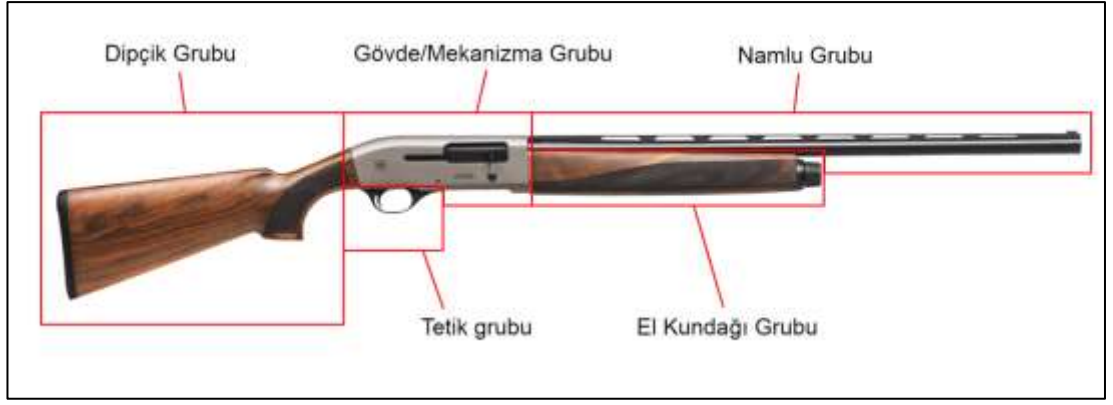 Dipçik Grubu
Gövde/Mekanizma Grubu
Namlu Grubu
Tetik grubu
El Kundağı Grubu